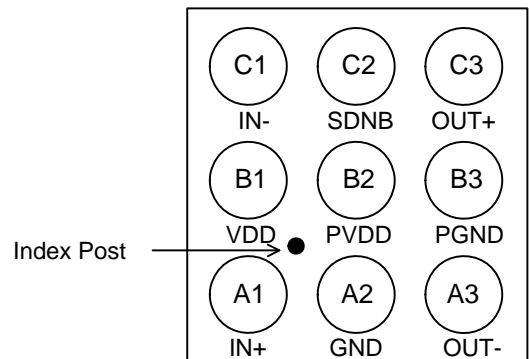 C1 C2 C3
IN- SDNB OUT+
B1 B2 B3
VDD PVDD PGND
Index Post
A1 A2 A3
IN+ GND OUT-